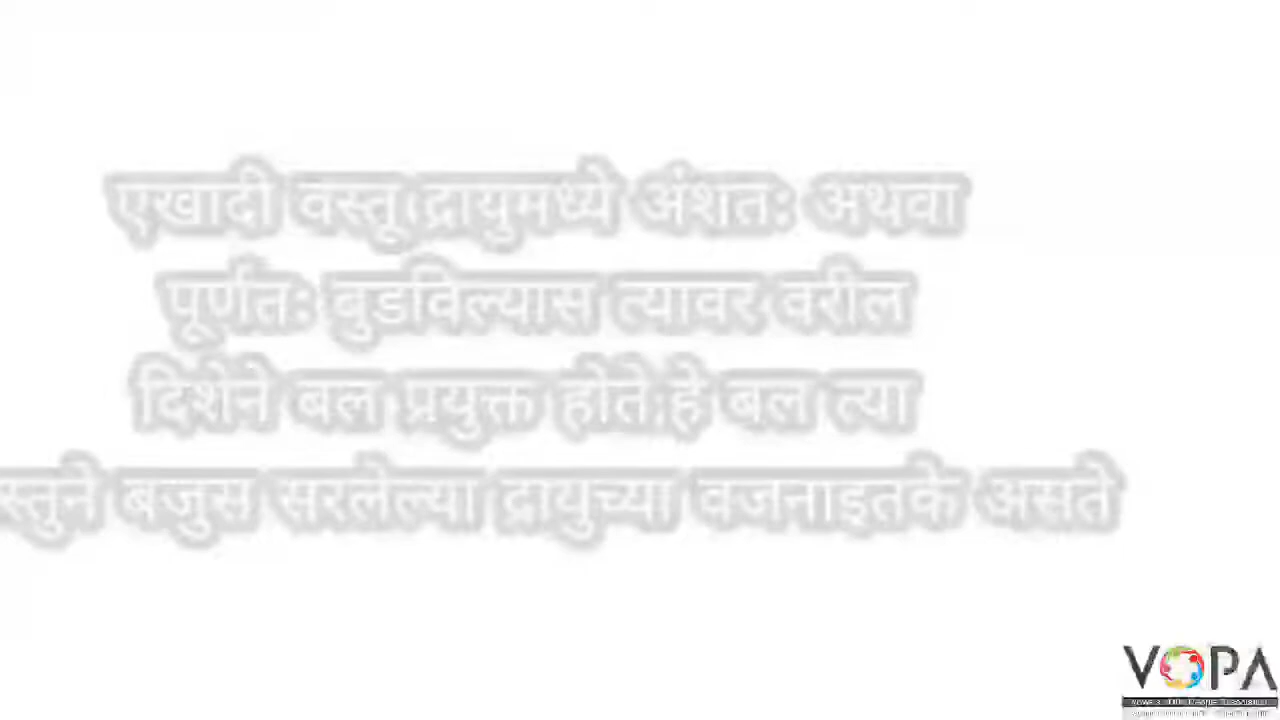 एखादी वस्तू द्रायुमध्ये अंशतः अथवा
पूर्णतः बुडविल्यास त्यावर वरील
दिशेने बल प्रयुक्त होते.हे बल त्या
स्तुने बजुस सरलेल्या द्रायुच्या वजनाइतके असते
VOPA